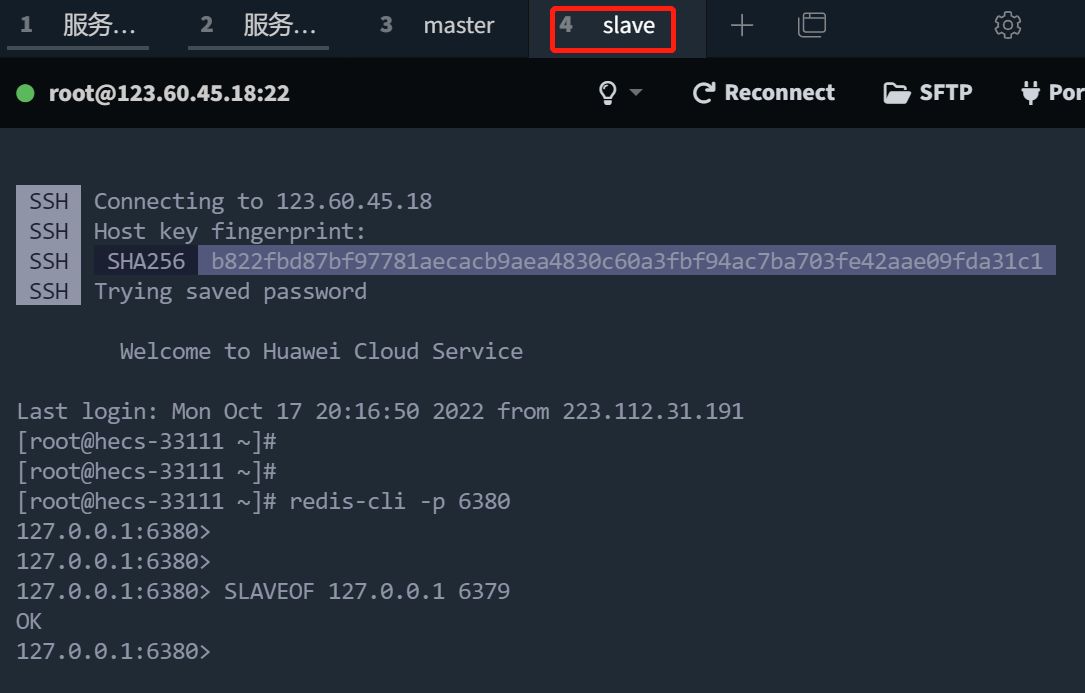 1 服务... 2 服务... 3 master 4 slave
root@123.60.45.18:22 Reconnect SFTP Por
SSH Connecting to 123.60.45.18
SSH Host key fingerprint:
SSH SHA256 b822fbd87bf97781aecacb9aea4830c60a3fbf94ac7ba703fe42aae09fda31c1
SSH Trying saved password
Welcome to Huawei Cloud Service
Last login: Mon Oct 17 20:16:50 2022 from 223.112.31.191
[root@hecs-33111 ~]#
[root@hecs-33111 ~]#
[root@hecs-33111 ~]# redis-cli -p 6380
127.0.0.1:6380>
127.0.0.1:6380>
127.0.0.1:6380> SLAVEOF 127.0.0.1 6379
OK
127.0.0.1:6380>